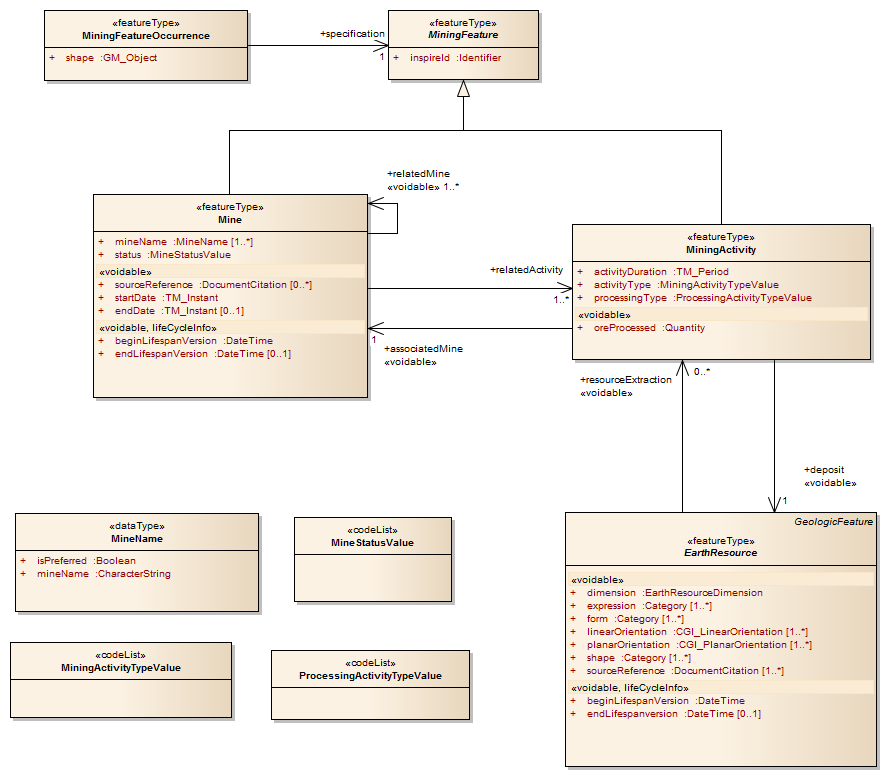 «featureType»
MiningFeatureOccurrence
+ shape :GM_Object
+specification
1
«featureType»
MiningFeature
+ inspireId :Identifier
+relatedMine
«voidable» 1..*
«featureType»
Mine
+ mineName :MineName [1..*]
+ status :MineStatusValue
«voidable»
+ sourceReference :DocumentCitation [0..*]
+ startDate :TM_Instant
+ endDate :TM_Instant [0..1]
«voidable, lifeCycleInfo»
+ beginLifespanVersion :DateTime
+ endLifespanVersion :DateTime [0..1]
+relatedActivity
1..*
1
+associatedMine
«voidable»
«featureType»
MiningActivity
+ activityDuration :TM_Period
+ activityType :MiningActivityTypeValue
+ processingType :ProcessingActivityTypeValue
«voidable»
+ oreProcessed :Quantity
0..*
+resourceExtraction
«voidable»
+deposit
«voidable»
1
«dataType»
MineName
+ isPreferred :Boolean
+ mineName :CharacterString
«codeList»
MineStatusValue
«codeList»
MiningActivityTypeValue
«codeList»
ProcessingActivityTypeValue
GeologicFeature
«featureType»
EarthResource
«voidable»
+ dimension :EarthResourceDimension
+ expression :Category [1..*]
+ form :Category [1..*]
+ linearOrientation :CGI_LinearOrientation [1..*]
+ planarOrientation :CGI_PlanarOrientation [1..*]
+ shape :Category [1..*]
+ sourceReference :DocumentCitation [1..*]
«voidable, lifeCycleInfo»
+ beginLifespanVersion :DateTime
+ endLifespanversion :DateTime [0..1]